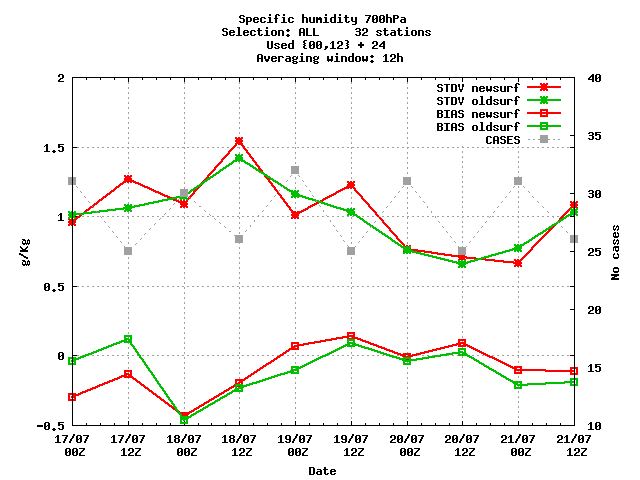 Specific humidity 700hPa
Selection: ALL     32 stations
Used {00,12} + 24
Averaging window: 12h
STDV newsurf
STDV oldsurf
BIAS newsurf
BIAS oldsurf
CASES
2
1.5
1
0.5
0
-0.5
g/Kg
40
35
30
25
20
15
10
No cases
17/07 17/07 18/07 18/07 19/07 19/07 20/07 20/07 21/07 21/07
00Z 12Z 00Z 12Z 00Z 12Z 00Z 12Z 00Z 12Z
Date